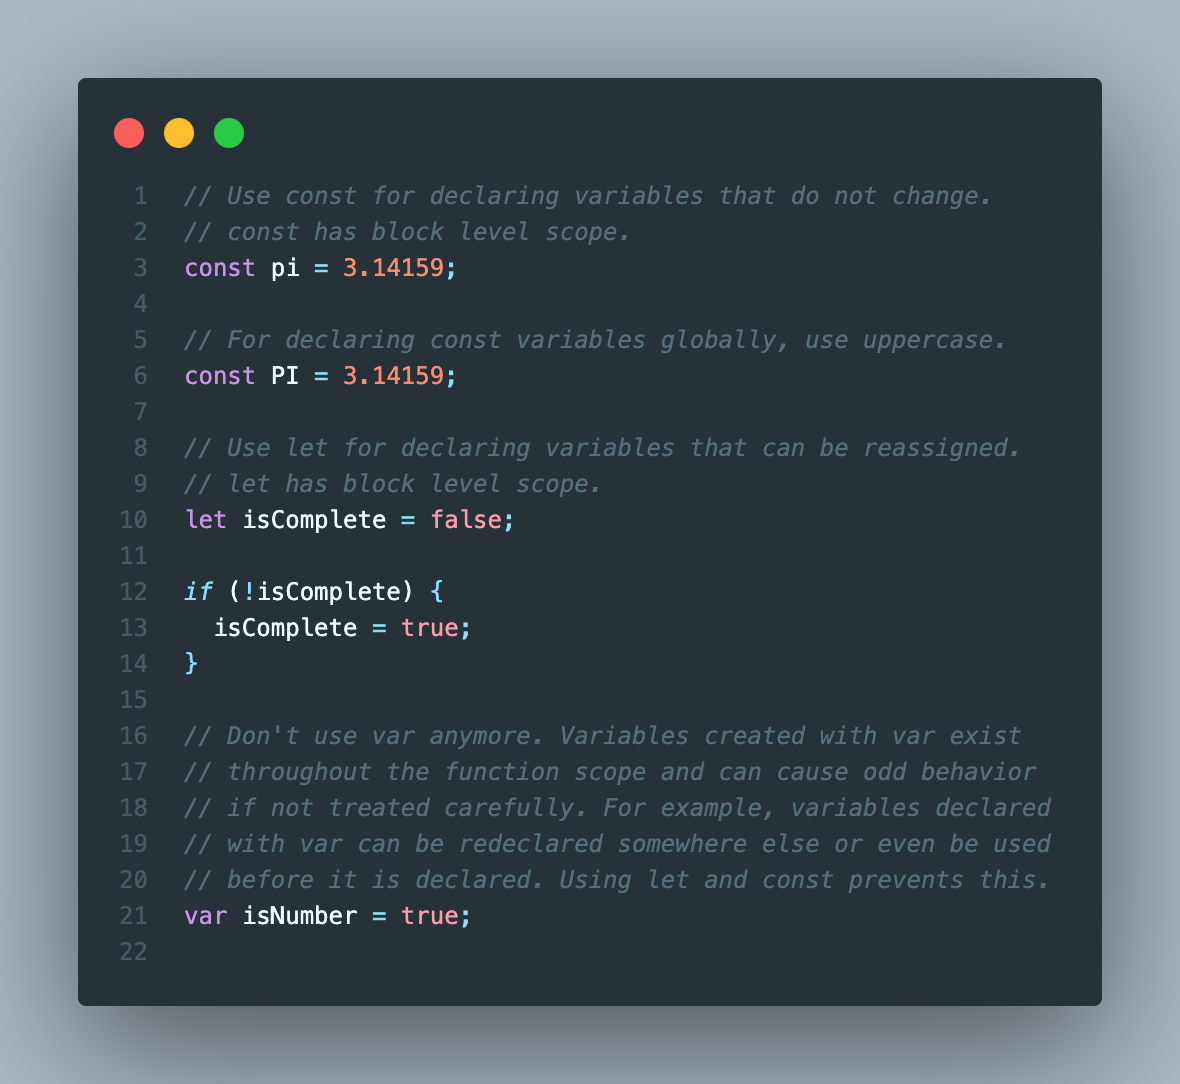 1 // Use const for declaring variables that do not change.
2 // const has block level scope.
3 const pi = 3.14159;
4
5 // For declaring const variables globally, use uppercase.
6 const PI = 3.14159;
7
8 // Use let for declaring variables that can be reassigned.
9 // let has block level scope.
10 let isComplete = false;
11
12 if (!isComplete) {
13   isComplete = true;
14 }
15
16 // Don't use var anymore. Variables created with var exist
17 // throughout the function scope and can cause odd behavior
18 // if not treated carefully. For example, variables declared
19 // with var can be redeclared somewhere else or even be used
20 // before it is declared. Using let and const prevents this.
21 var isNumber = true;
22